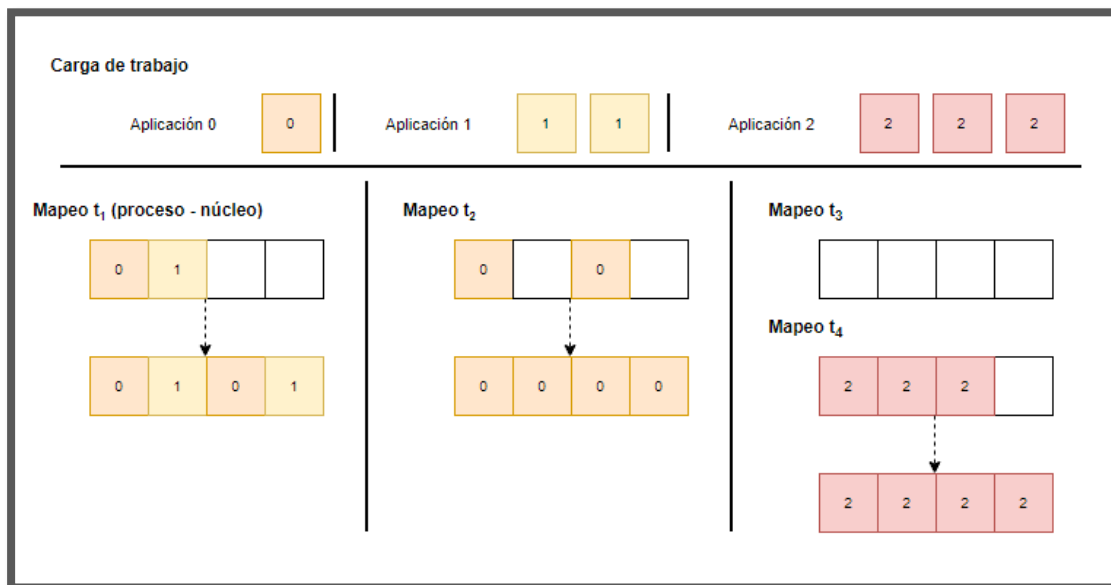 Carga de trabajo
Aplicación 0 0 Aplicación 1 1 1 Aplicación 2 2 2 2
Mapeo t₁ (proceso - núcleo)
0 1
0 1 0 1
Mapeo t₂
0 0
0 0 0 0
Mapeo t₃
Mapeo t₄
2 2 2
2 2 2 2